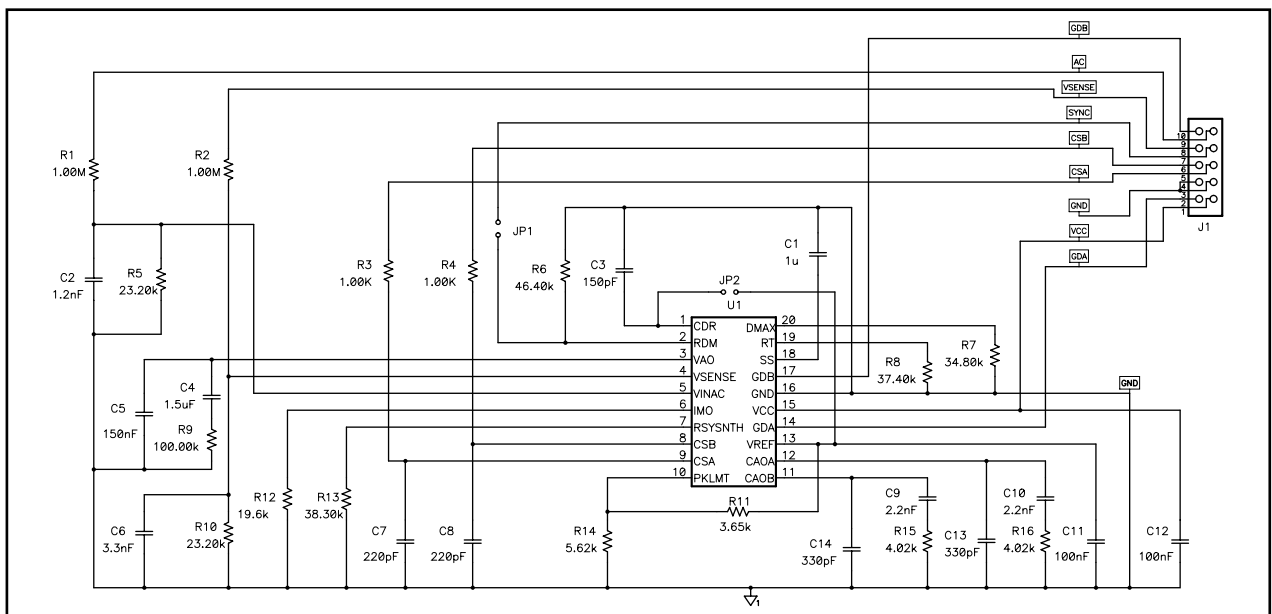 GDB
AC
VSENSE
SYNC
CSB
CSA
GND
VCC
GDA
10
9
8
7
6
5
4
3
2
1
J1
R1
1.00M
R2
1.00M
JP1
C2
1.2nF
R5
23.20k
R3
1.00K
R4
1.00K
R6
46.40k
C3
150pF
C1
1u
JP2
U1
1 CDR DMAX 20
2 RDM RT 19
3 VAO SS 18
4 VSENSE GDB 17
5 VINAC GND 16
6 IMO VCC 15
7 RSYSNTH GDA 14
8 CSB VREF 13
9 CSA CAOA 12
10 PKLMT CAOB 11
R8
37.40k
R7
34.80k
GND
C5
150nF
C4
1.5uF
R9
100.00k
C6
3.3nF
R10
23.20k
R12
19.6k
R13
38.30k
C7
220pF
C8
220pF
R14
5.62k
R11
3.65k
C14
330pF
C9
2.2nF
R15
4.02k
C13
330pF
C10
2.2nF
R16
4.02k
C11
100nF
C12
100nF
1